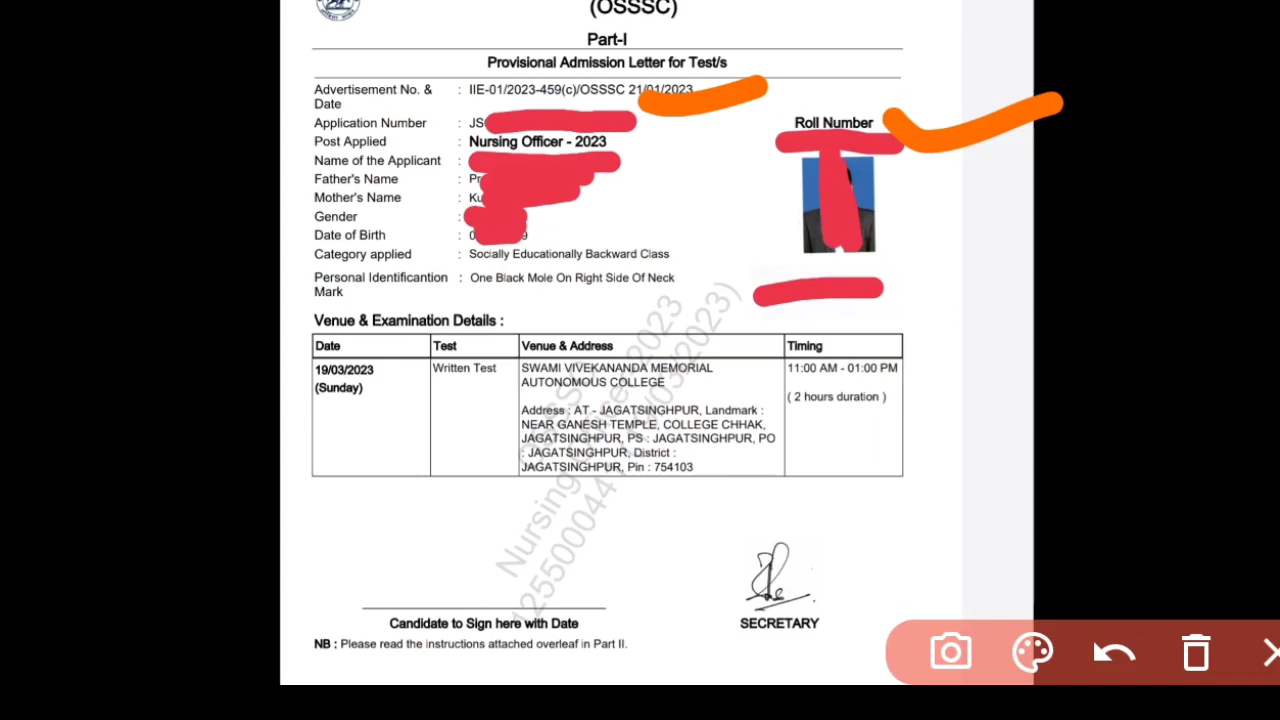 (OSSSC)
Part-I
Provisional Admission Letter for Test/s
Advertisement No. & Date : IIE-01/2023-459(c)/OSSSC 21/01/2023
Application Number : JS
Roll Number
Post Applied : Nursing Officer - 2023
Name of the Applicant :
Father's Name : Pr
Mother's Name : Ku
Gender :
Date of Birth : 0 9
Category applied : Socially Educationally Backward Class
Personal Identificantion Mark : One Black Mole On Right Side Of Neck
Venue & Examination Details :
Date Test Venue & Address Timing
19/03/2023 (Sunday)
Written Test
SWAMI VIVEKANANDA MEMORIAL
AUTONOMOUS COLLEGE
Address : AT - JAGATSINGHPUR, Landmark :
NEAR GANESH TEMPLE, COLLEGE CHHAK,
JAGATSINGHPUR, PS : JAGATSINGHPUR, PO
: JAGATSINGHPUR, District :
JAGATSINGHPUR, Pin : 754103
11:00 AM - 01:00 PM
( 2 hours duration )
OSSSC
Nursing Officer-2023
Candidate to Sign here with Date
SECRETARY
NB : Please read the instructions attached overleaf in Part II.